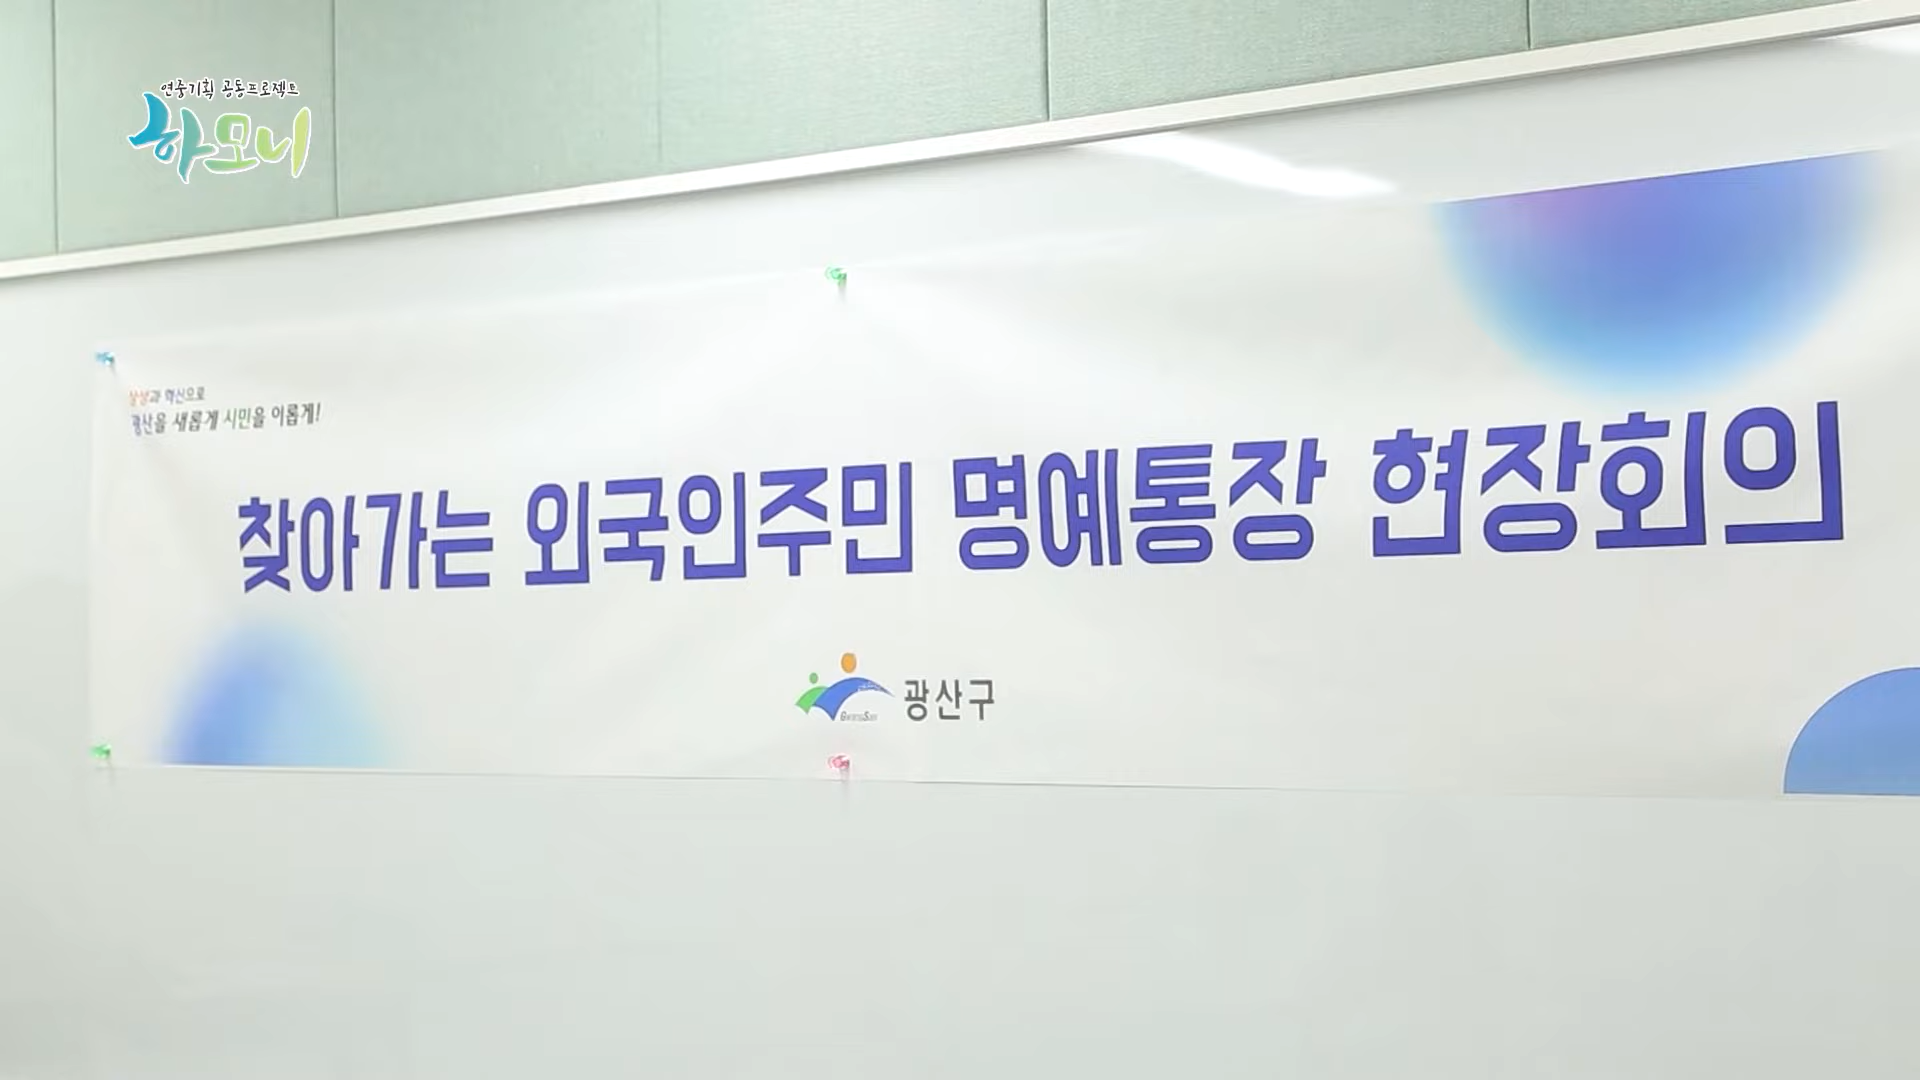 연중기획 공동프로젝트
하모니
상상과 혁신으로
광산을 새롭게 시민을 이롭게!
찾아가는 외국인주민 명예통장 현장회의
광산구